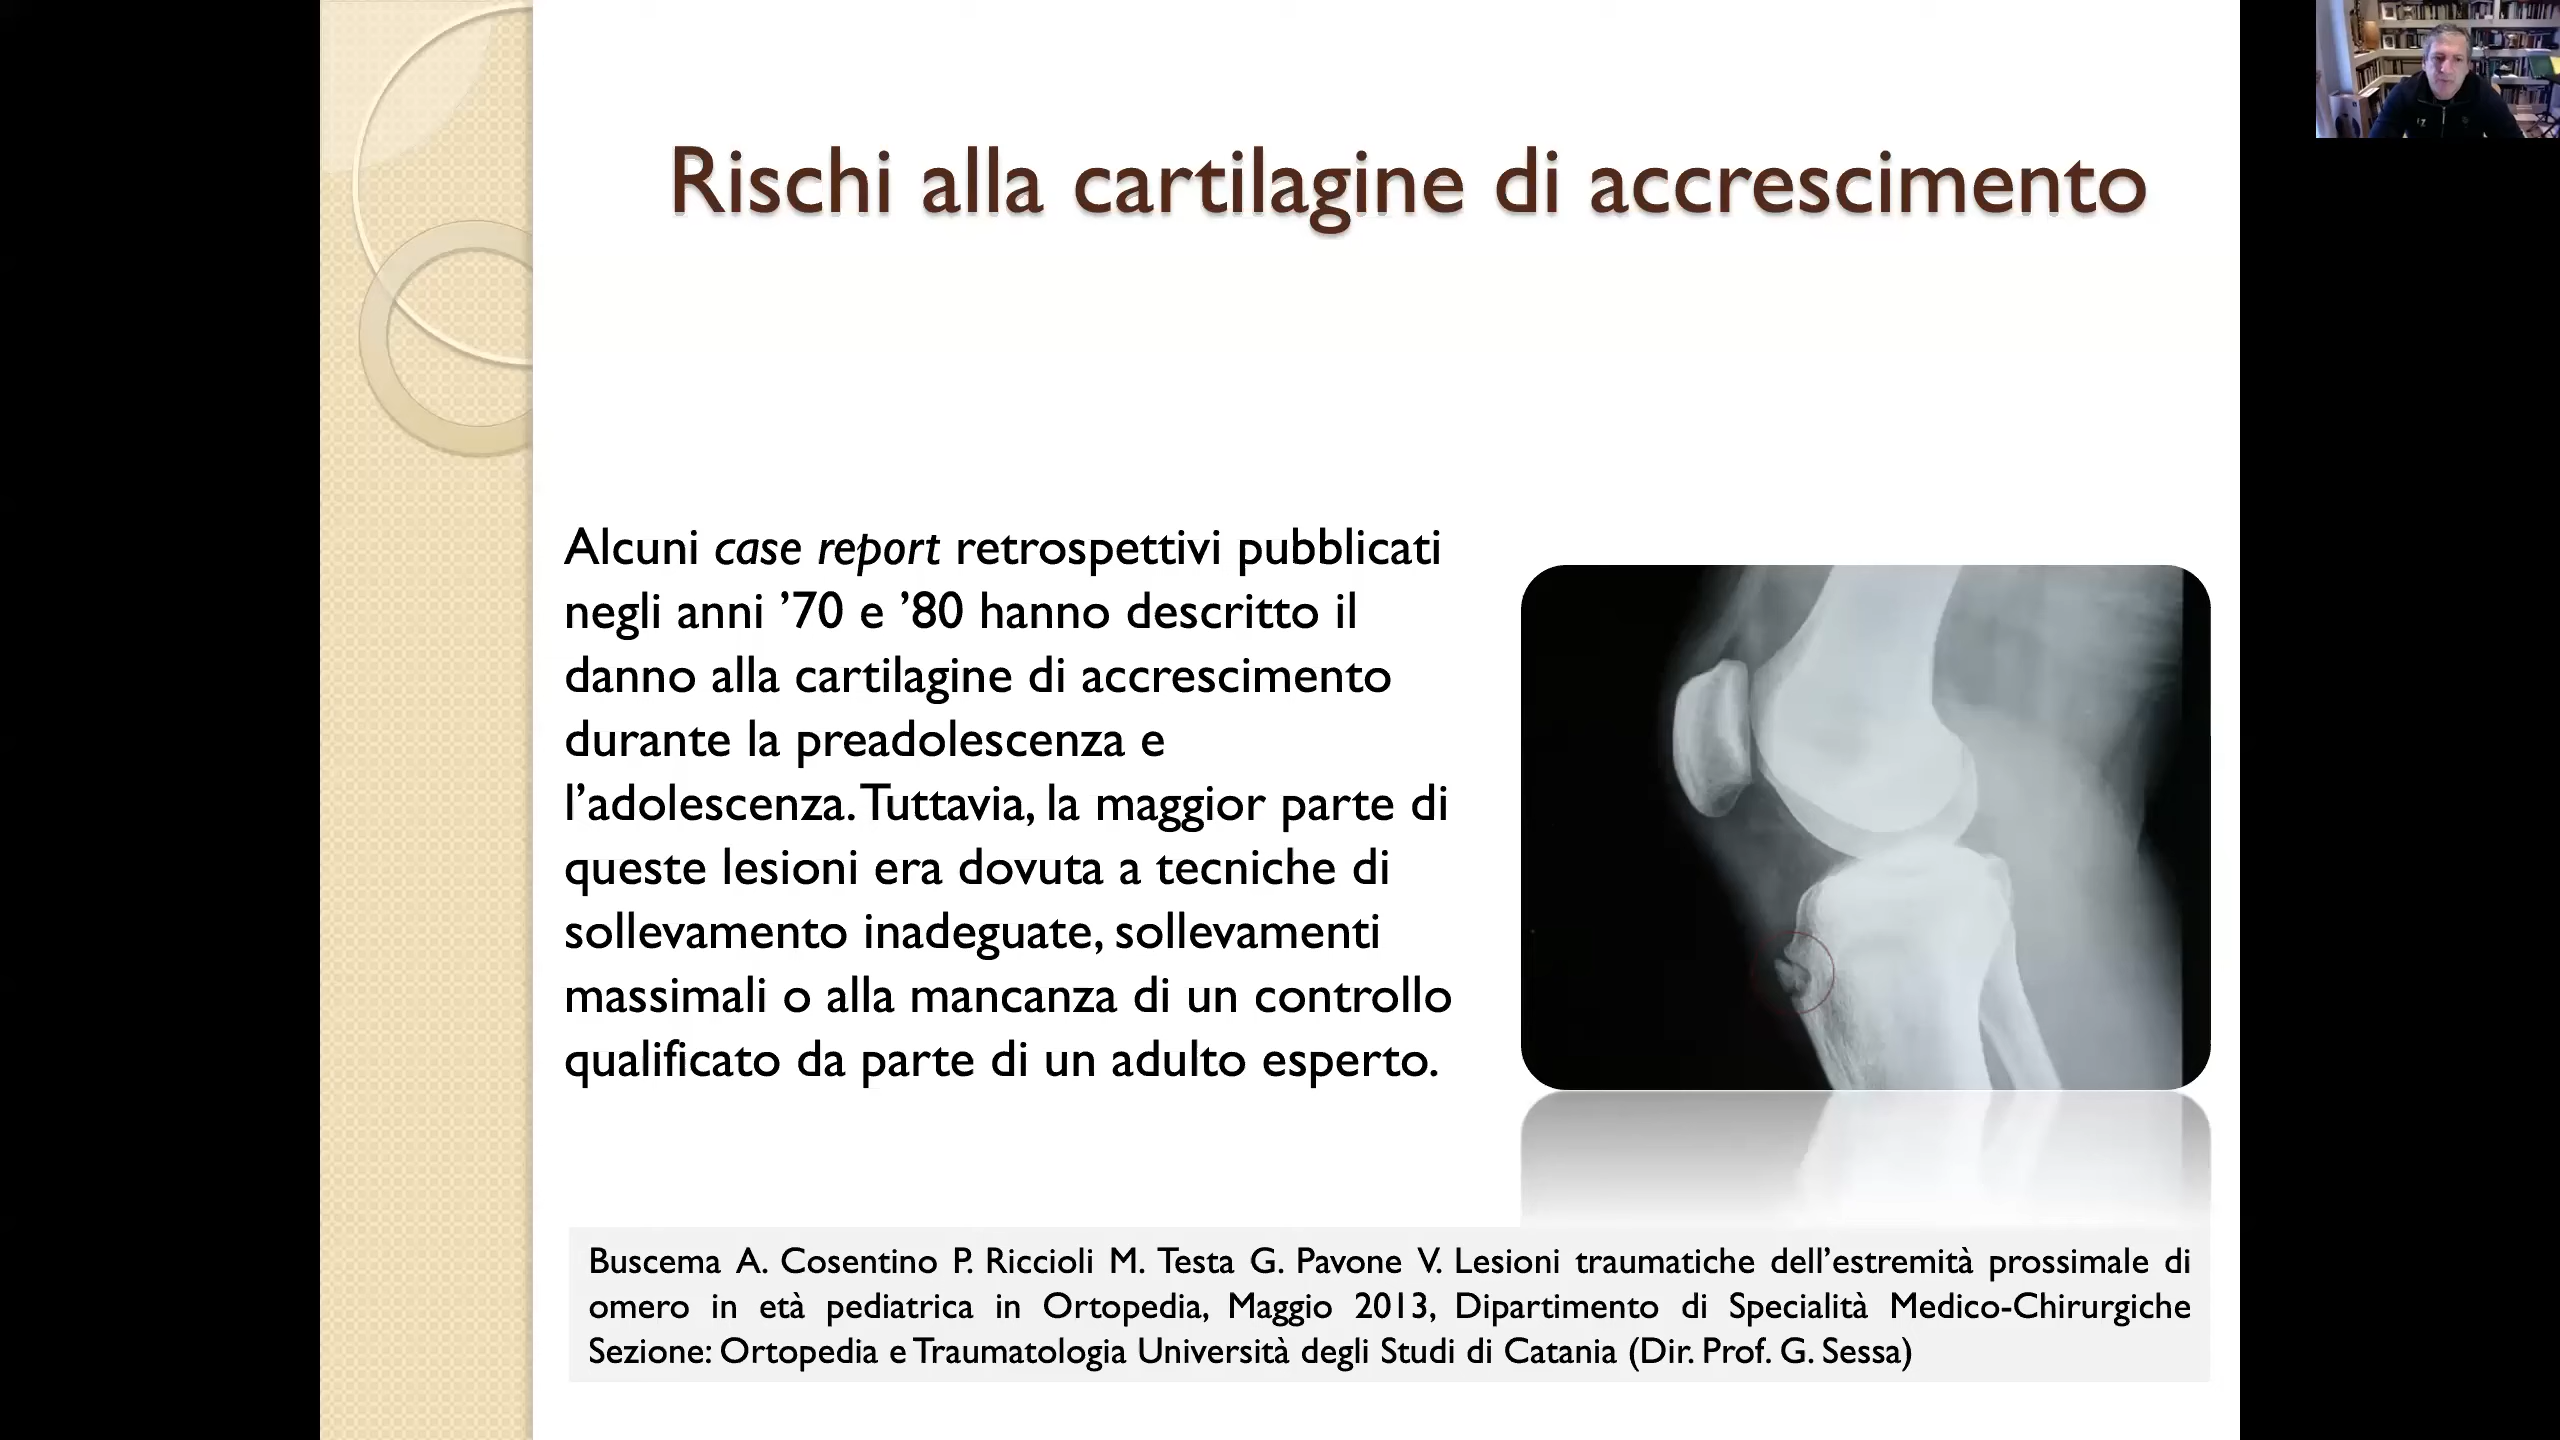 Rischi alla cartilagine di accrescimento
Alcuni case report retrospettivi pubblicati
negli anni ’70 e ’80 hanno descritto il
danno alla cartilagine di accrescimento
durante la preadolescenza e
l’adolescenza. Tuttavia, la maggior parte di
queste lesioni era dovuta a tecniche di
sollevamento inadeguate, sollevamenti
massimali o alla mancanza di un controllo
qualificato da parte di un adulto esperto.
Buscema A. Cosentino P. Riccioli M. Testa G. Pavone V. Lesioni traumatiche dell’estremità prossimale di
omero in età pediatrica in Ortopedia, Maggio 2013, Dipartimento di Specialità Medico-Chirurgiche
Sezione: Ortopedia e Traumatologia Università degli Studi di Catania (Dir. Prof. G. Sessa)